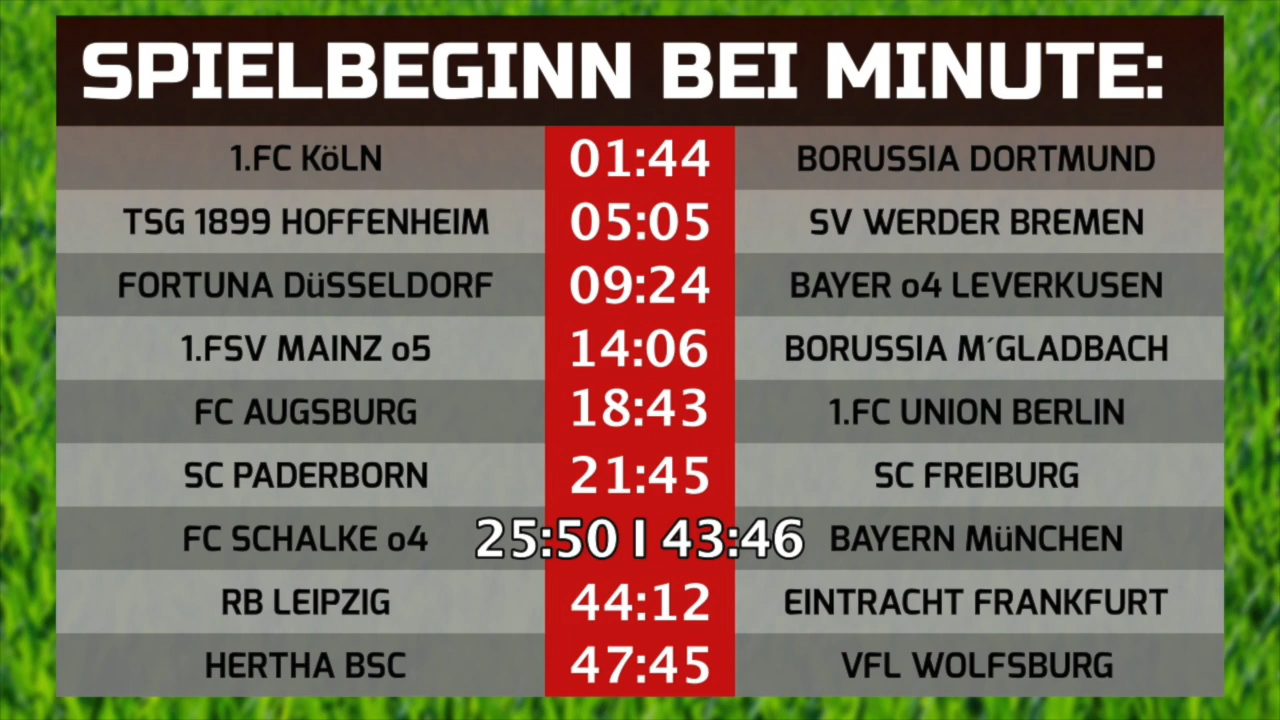 SPIELBEGINN BEI MINUTE:
1.FC KöLN 01:44 BORUSSIA DORTMUND
TSG 1899 HOFFENHEIM 05:05 SV WERDER BREMEN
FORTUNA DüSSELDORF 09:24 BAYER o4 LEVERKUSEN
1.FSV MAINZ o5 14:06 BORUSSIA M´GLADBACH
FC AUGSBURG 18:43 1.FC UNION BERLIN
SC PADERBORN 21:45 SC FREIBURG
FC SCHALKE o4 25:50 | 43:46 BAYERN MüNCHEN
RB LEIPZIG 44:12 EINTRACHT FRANKFURT
HERTHA BSC 47:45 VFL WOLFSBURG